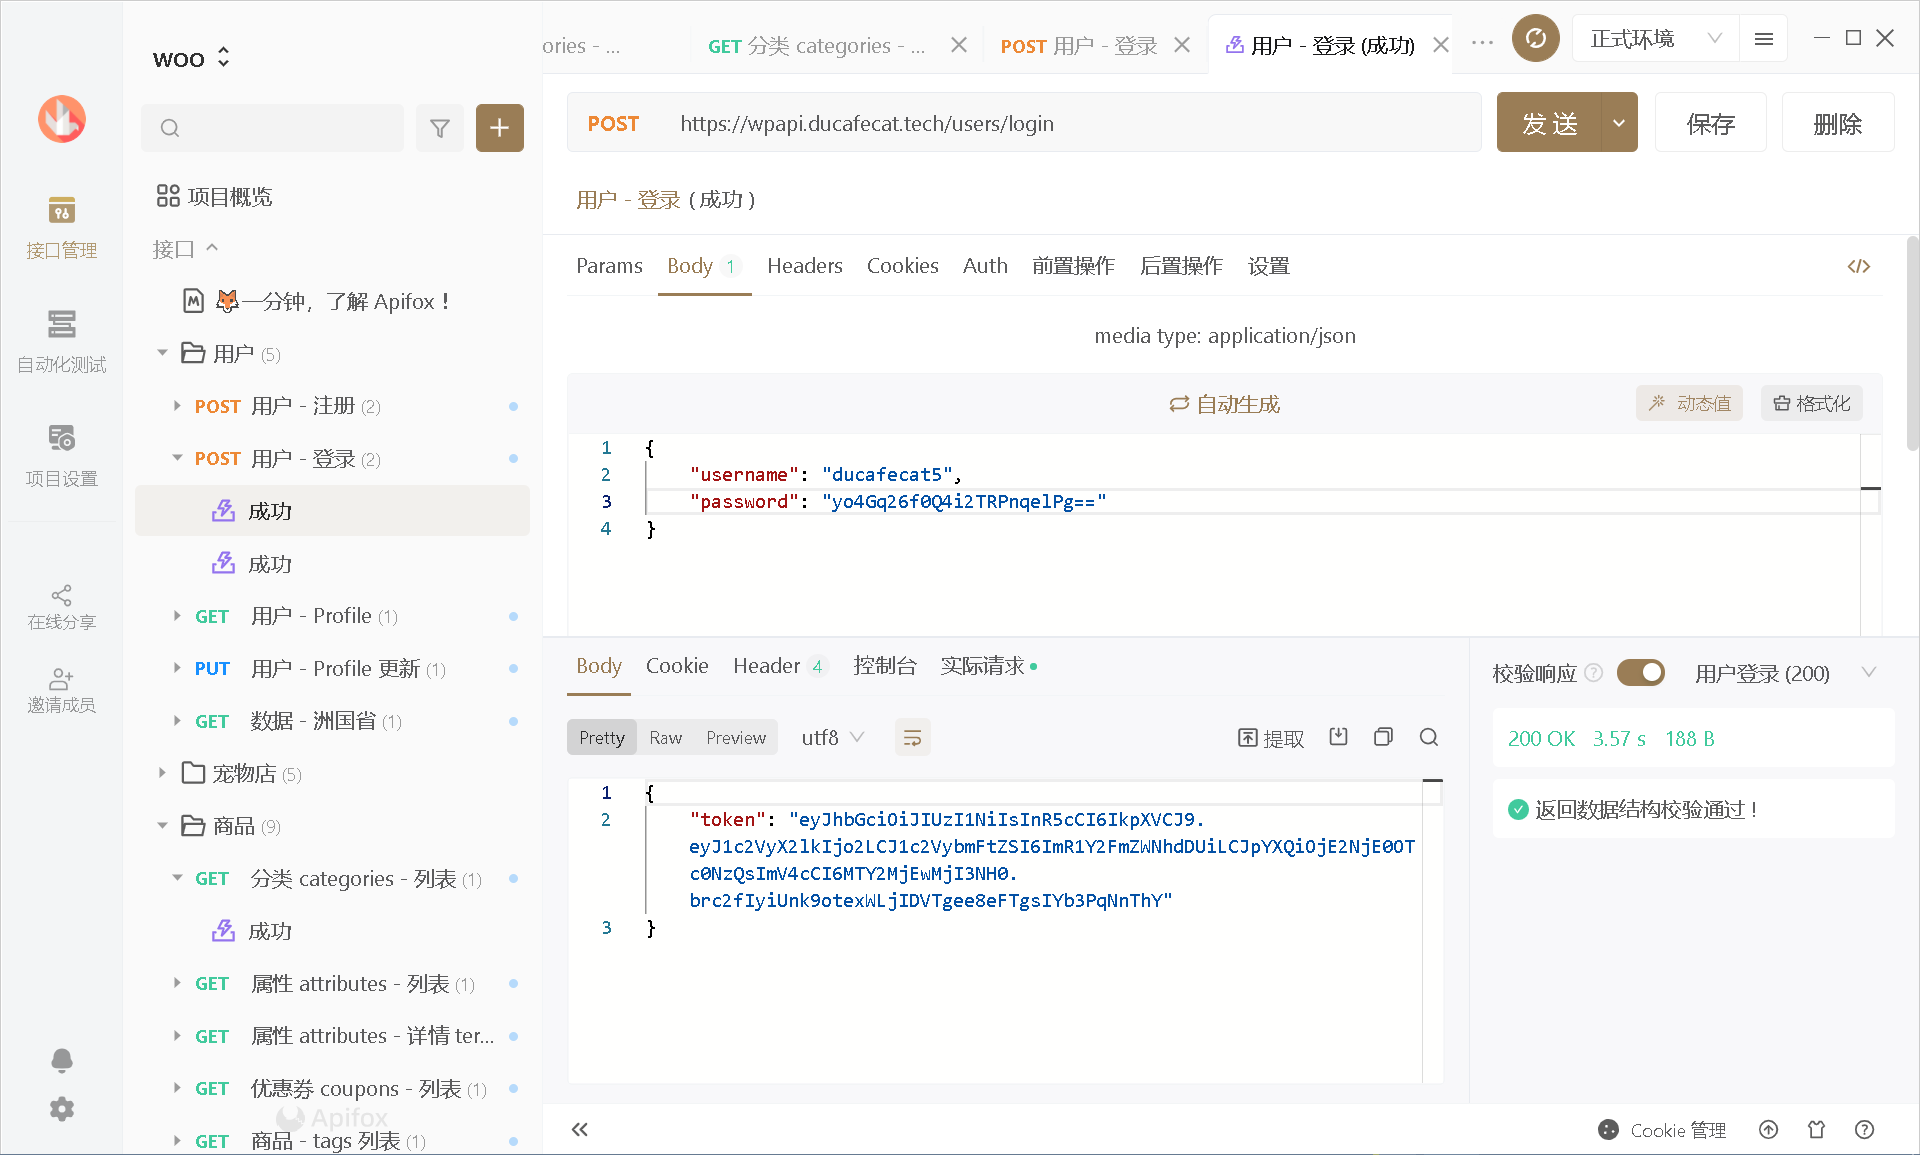 WOO
接口管理
自动化测试
项目设置
在线分享
邀请成员
项目概览
接口
一分钟，了解 Apifox！
用户 (5)
POST 用户 - 注册 (2)
POST 用户 - 登录 (2)
成功
成功
GET 用户 - Profile (1)
PUT 用户 - Profile 更新 (1)
GET 数据 - 洲国省 (1)
宠物店 (5)
商品 (9)
GET 分类 categories - 列表 (1)
成功
GET 属性 attributes - 列表 (1)
GET 属性 attributes - 详情 ter...
GET 优惠券 coupons - 列表 (1)
Apifox
GET 商品 - tags 列表 (1)
ories - ...
GET 分类 categories - ...
POST 用户 - 登录
用户 - 登录 (成功)
正式环境
POST https://wpapi.ducafecat.tech/users/login
发 送
保存
删除
用户 - 登录 ( 成功 )
Params Body 1 Headers Cookies Auth 前置操作 后置操作 设置
media type: application/json
自动生成
动态值
格式化
1 {
2 "username": "ducafecat5",
3 "password": "yo4Gq26f0Q4i2TRPnqelPg=="
4 }
Body Cookie Header 4 控制台 实际请求
Pretty Raw Preview utf8
提取
1 {
2 "token": "eyJhbGciOiJIUzI1NiIsInR5cCI6IkpXVCJ9.
eyJ1c2VyX2lkIjo2LCJ1c2VybmFtZSI6ImR1Y2FmZWNhdDUiLCJpYXQiOjE2NjE0OT
c0NzQsImV4cCI6MTY2MjEwMjI3NH0.
brc2fIyiUnk9otexWLjIDVTgee8eFTgsIYb3PqNnThY"
3 }
校验响应
用户登录 (200)
200 OK 3.57 s 188 B
返回数据结构校验通过！
Cookie 管理